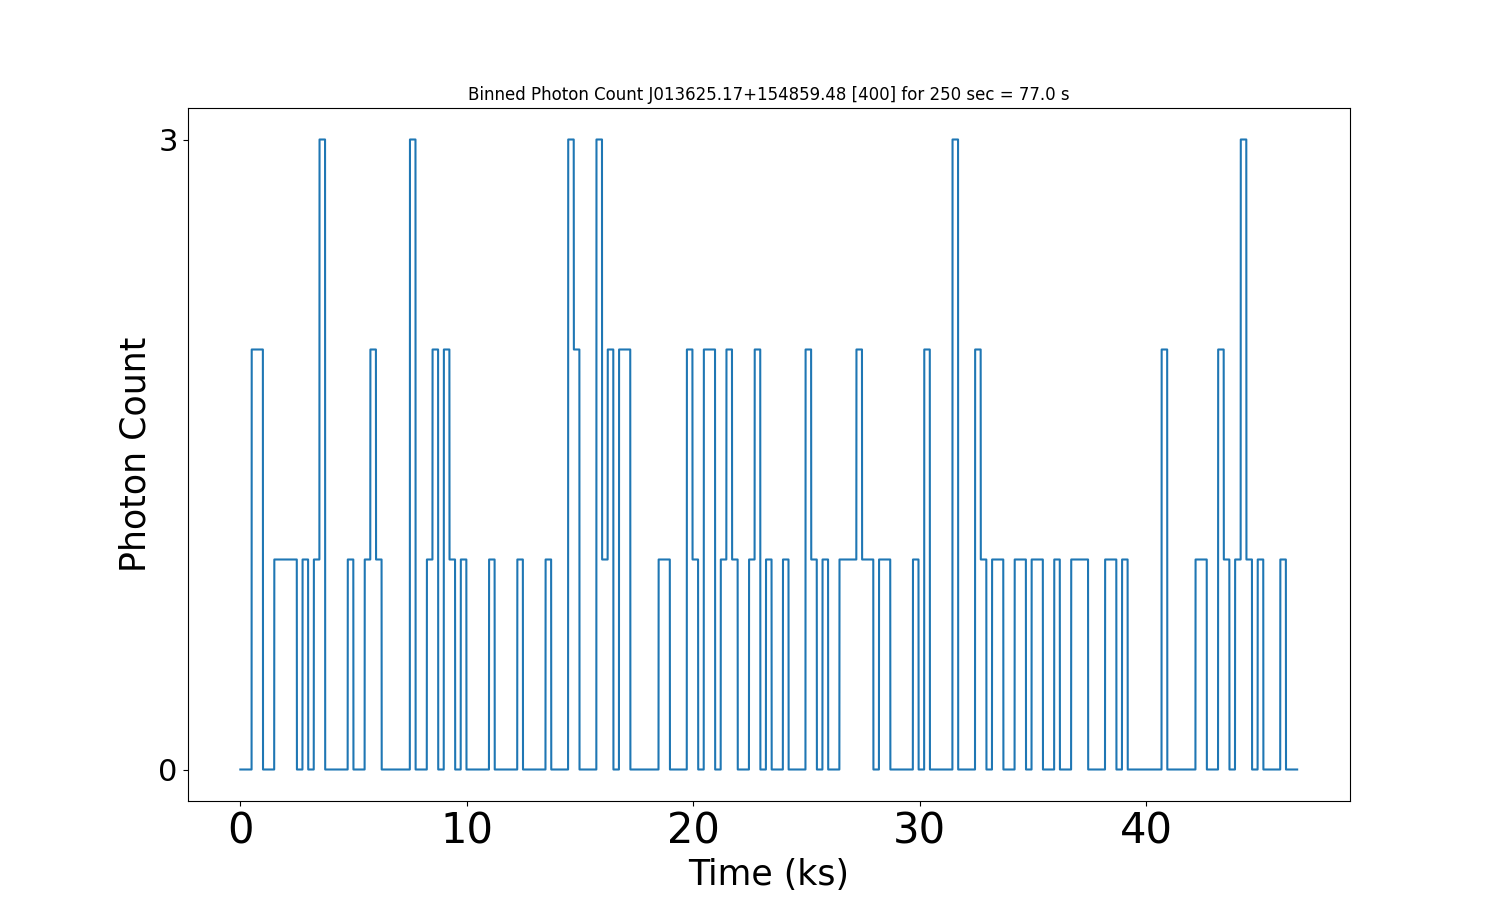 Binned Photon Count J013625.17+154859.48 [400] for 250 sec = 77.0 s
3
Photon Count
0
0 10 20 30 40
Time (ks)